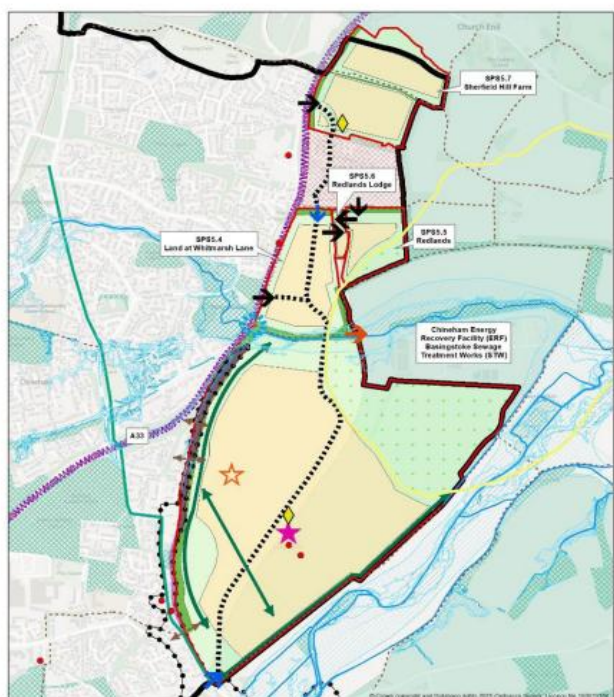 Church End
SPS5.7
Sherfield Hill Farm
SPS5.6
Redlands Lodge
SPS5.4
Land at Whitmarsh Lane
SPS5.5
Redlands
Chineham Energy
Recovery Facility (ERF)
Basingstoke Sewage
Treatment Works (STW)
Chineham
A33